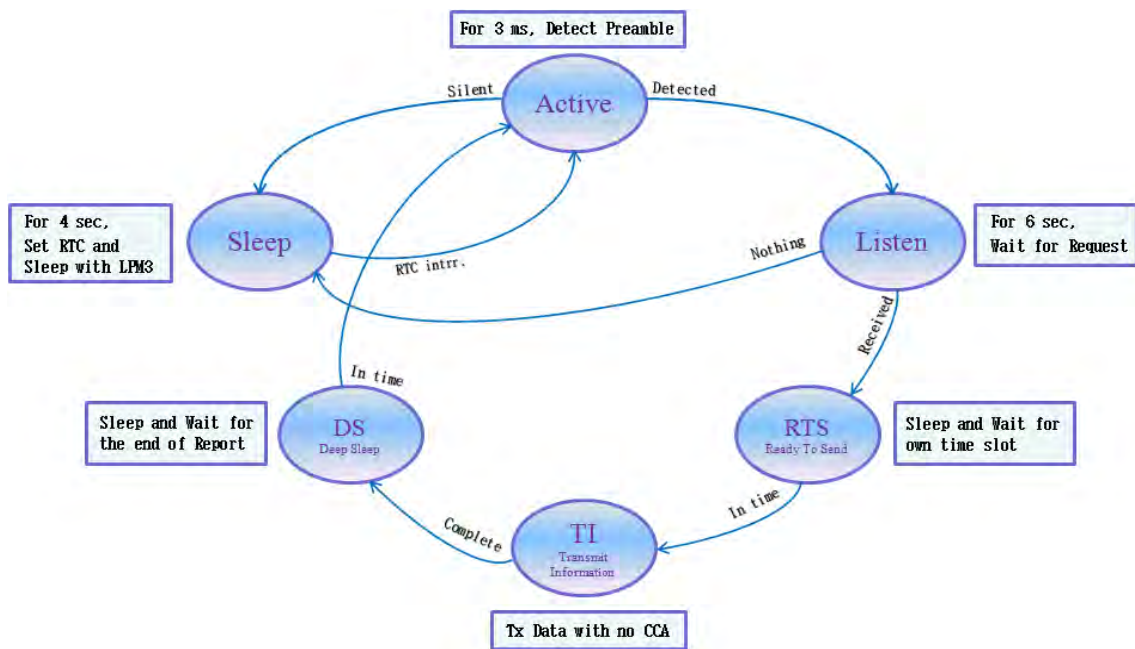 For 3 ms, Detect Preamble
Silent
Active
Detected
For 4 sec,
Set RTC and
Sleep with LPM3
Sleep
RTC intrr.
Nothing
Listen
For 6 sec,
Wait for Request
Received
In time
Sleep and Wait for
the end of Report
DS
Deep Sleep
RTS
Ready To Send
Sleep and Wait for
own time slot
In time
Complete
TI
Transmit
Information
Tx Data with no CCA